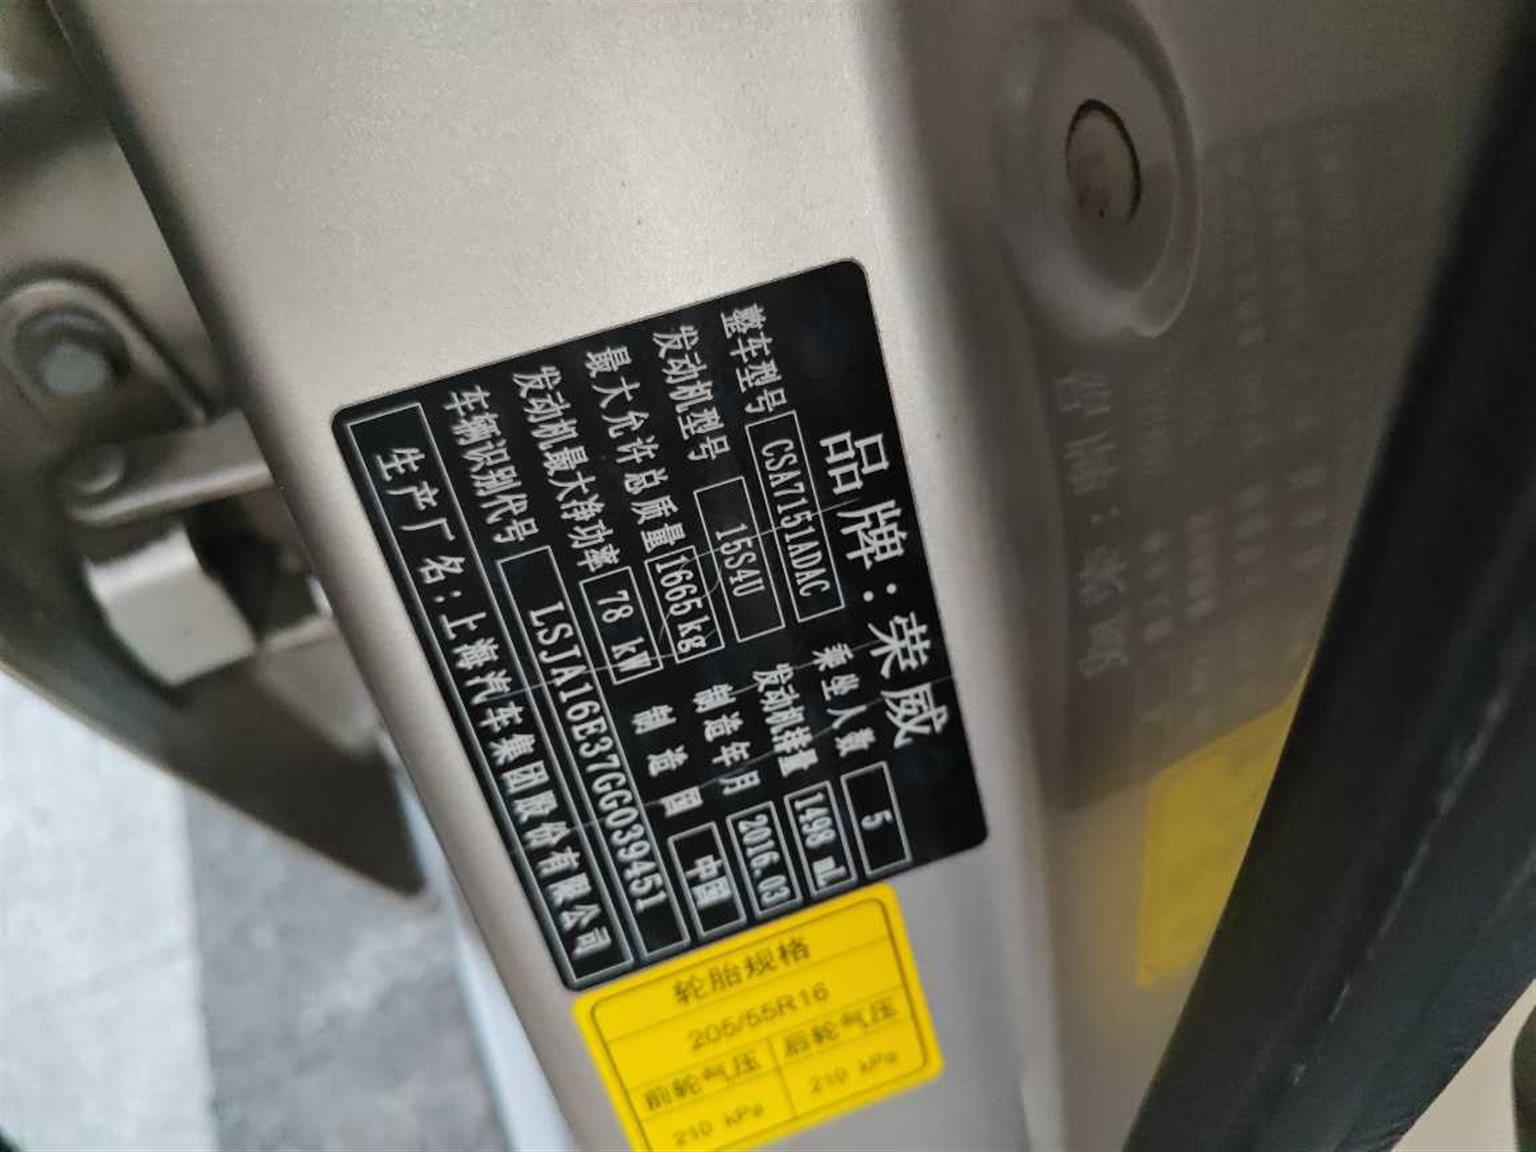 品牌:荣威
整车型号 CSA7151ADAC 乘坐人数 5
发动机型号 15S4U 发动机排量 1498 mL
最大允许总质量 1665kg 制造年月 2016.03
发动机最大净功率 78 kW 制造国 中国
车辆识别代号 LSJA16E37GG039451
生产厂名:上海汽车集团股份有限公司
轮胎规格
205/55R16
前轮气压 后轮气压
210 kPa 210 kPa